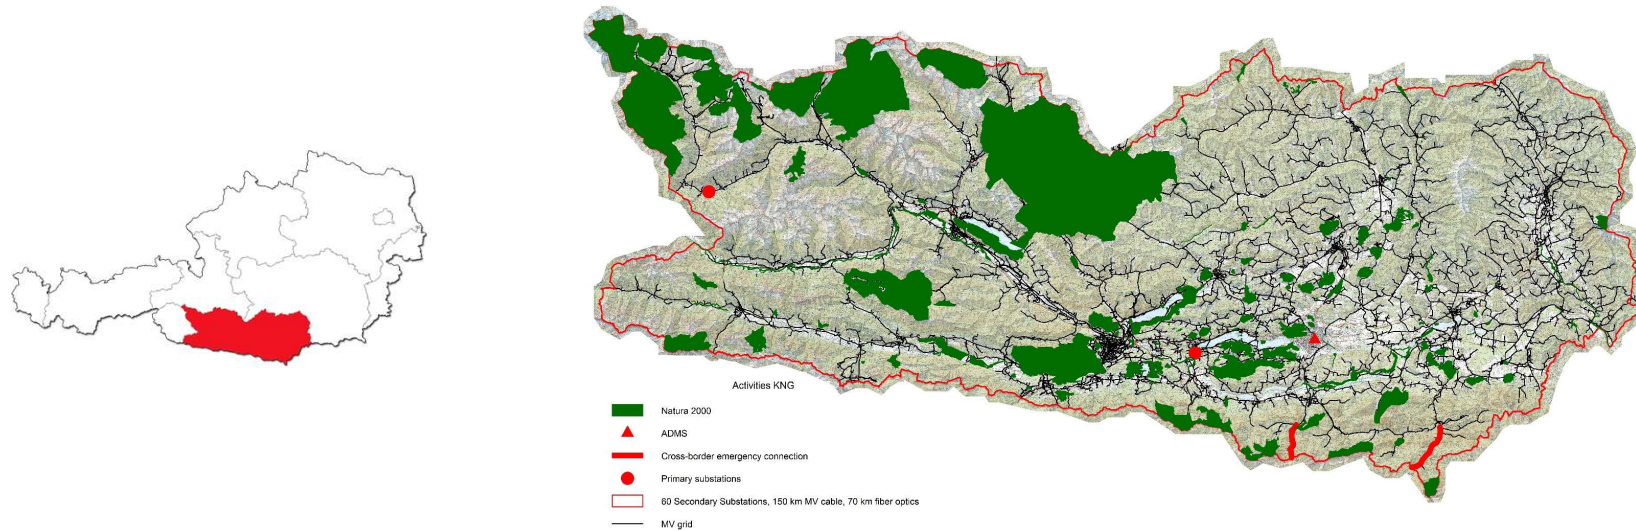 Activities KNG
Natura 2000
ADMS
Cross-border emergency connection
Primary substations
60 Secondary Substations, 150 km MV cable, 70 km fiber optics
MV grid